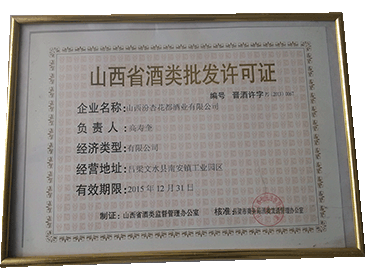 山西省酒类批发许可证
编号 晋酒许字
企业名称：山西汾杏花都酒业有限公司
负责人：高寿奎
经济类型：有限公司
经营地址：吕梁文水县南安镇工业园区
有效期限：2015年12月31日
制证：山西省酒类监督管理办公室 核准：